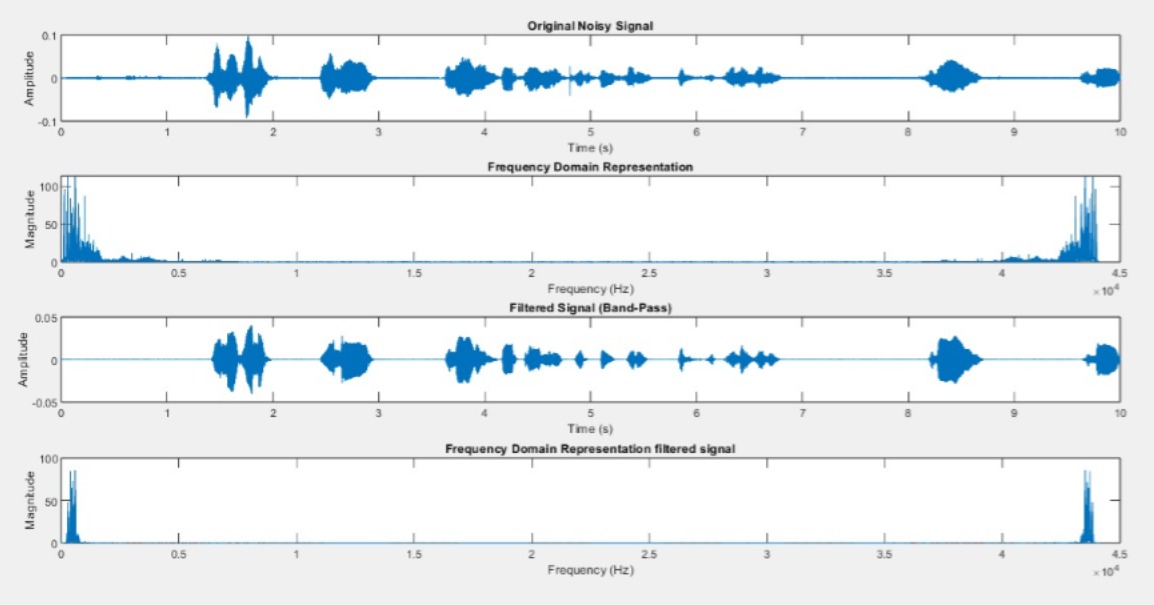 Original Noisy Signal
0.1
0
-0.1
Amplitude
0 1 2 3 4 5 6 7 8 9 10
Time (s)
Frequency Domain Representation
100
50
0
Magnitude
0 0.5 1 1.5 2 2.5 3 3.5 4 4.5
×10⁴
Frequency (Hz)
Filtered Signal (Band-Pass)
0.05
0
-0.05
Amplitude
0 1 2 3 4 5 6 7 8 9 10
Time (s)
Frequency Domain Representation filtered signal
100
50
0
Magnitude
0 0.5 1 1.5 2 2.5 3 3.5 4 4.5
×10⁴
Frequency (Hz)